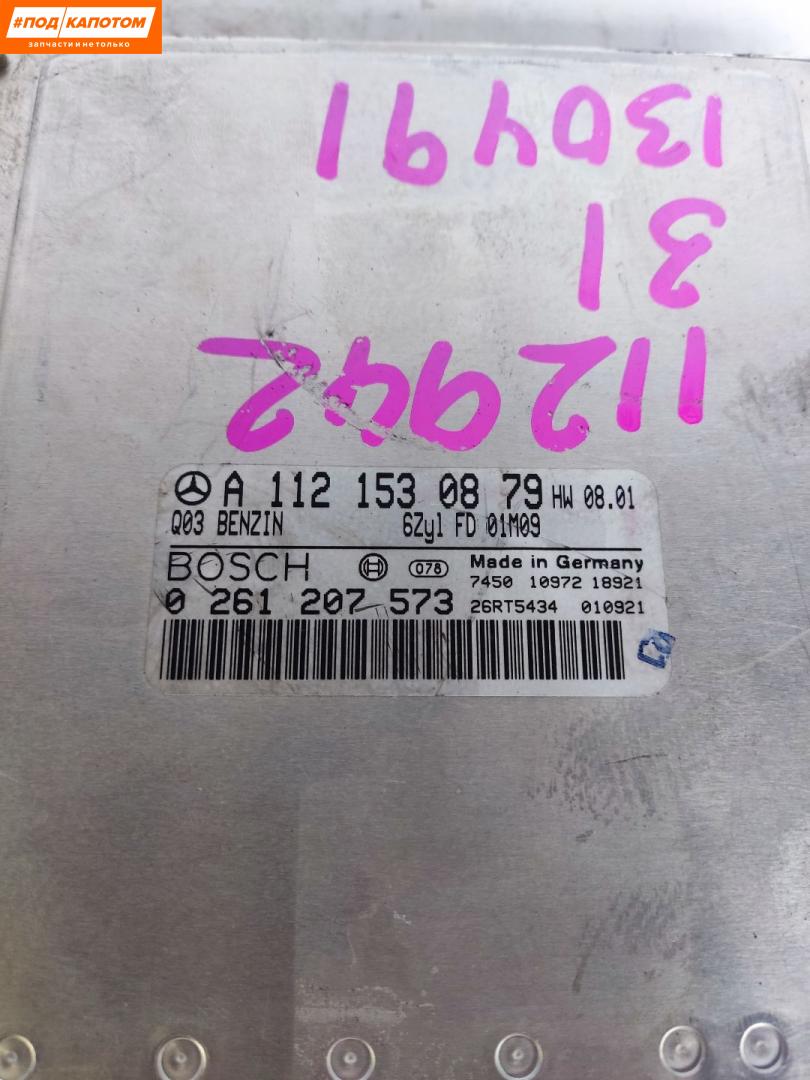 #ПОД КАПОТОМ
запчасти и не только
112942
31
A 112 153 08 79 HW 08.01
Q03 BENZIN 6Zyl FD 01M09
BOSCH 078 Made in Germany
7450 10972 18921
0 261 207 573 26RT5434 010921